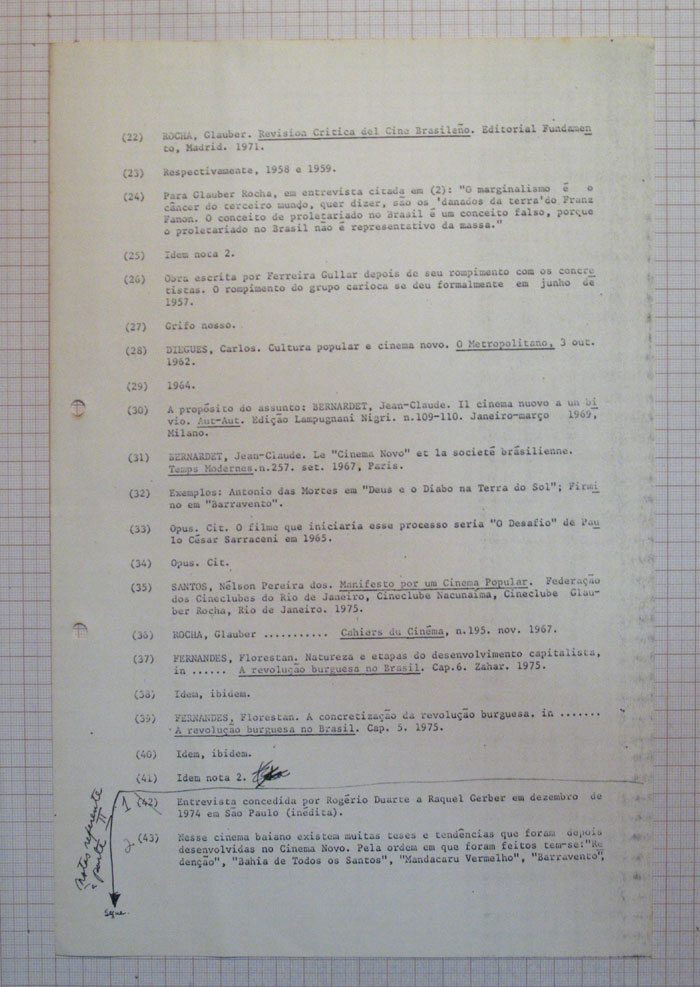 (22) ROCHA, Glauber. Revision Critica del Cine Brasileño. Editorial Fundamen
to, Madrid. 1971.
(23) Respectivamente, 1958 e 1959.
(24) Para Glauber Rocha, em entrevista citada em (2): "O marginalismo é o
câncer do terceiro mundo, quer dizer, são os 'danados da terra'do Franz
Fanon. O conceito de proletariado no Brasil é um conceito falso, porque
o proletariado no Brasil não é representativo da massa."
(25) Idem nota 2.
(26) Obra escrita por Ferreira Gullar depois de seu rompimento com os concre
tistas. O rompimento do grupo carioca se deu formalmente em junho de
1957.
(27) Grifo nosso.
(28) DIEGUES, Carlos. Cultura popular e cinema novo. O Metropolitano, 3 out.
1962.
(29) 1964.
(30) A propósito do assunto: BERNARDET, Jean-Claude. Il cinema nuovo a un bi
vio. Aut-Aut. Edição Lampugnani Nigri. n.109-110. Janeiro-março 1969,
Milano.
(31) BERNARDET, Jean-Claude. Le "Cinema Novo" et la societé brásilienne.
Temps Modernes.n.257. set. 1967, Paris.
(32) Exemplos: Antonio das Mortes em "Deus e o Diabo na Terra do Sol"; Firmi
no em "Barravento".
(33) Opus. Cit. O filme que iniciaria esse processo seria "O Desafio" de Pau
lo César Sarraceni em 1965.
(34) Opus. Cit.
(35) SANTOS, Nélson Pereira dos. Manifesto por um Cinema Popular. Federação
dos Cineclubes do Rio de Janeiro, Cineclube Macunaima, Cineclube Glau-
ber Rocha, Rio de Janeiro. 1975.
(36) ROCHA, Glauber ........... Cahiers du Cinéma, n.195. nov. 1967.
(37) FERNANDES, Florestan. Natureza e etapas do desenvolvimento capitalista,
in ...... A revolução burguesa no Brasil. Cap.6. Zahar. 1975.
(38) Idem, ibidem.
(39) FERNANDES, Florestan. A concretização da revolução burguesa. in .......
A revolução burguesa no Brasil. Cap. 5. 1975.
(40) Idem, ibidem.
(41) Idem nota 2.
1 (42) Entrevista concedida por Rogério Duarte a Raquel Gerber em dezembro de
1974 em São Paulo (inédita).
2 (43) Nesse cinema baiano existem muitas teses e tendências que foram depois
desenvolvidas no Cinema Novo. Pela ordem em que foram feitos tem-se:"Re
denção", "Bahia de Todos os Santos", "Mandacaru Vermelho", "Barravento",
notas referente
a parte II
segue